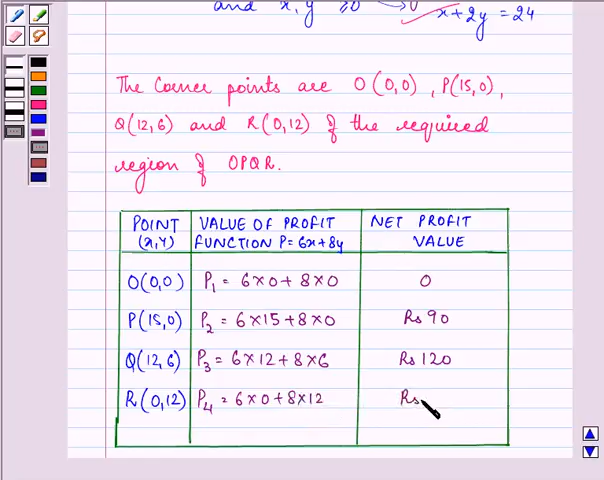 and x, y ≥0 → 0
x+2y = 24
The Corner points are O(0,0), P(15,0),
Q(12,6) and R(0,12) of the required
region of OPQR.
POINT (x,Y) VALUE OF PROFIT FUNCTION P=6x+8y NET PROFIT VALUE
O(0,0) P1 = 6×0+8×0 0
P(15,0) P2 = 6×15+8×0 Rs 90
Q(12,6) P3 = 6×12+8×6 Rs 120
R(0,12) P4 = 6×0+8×12 Rs